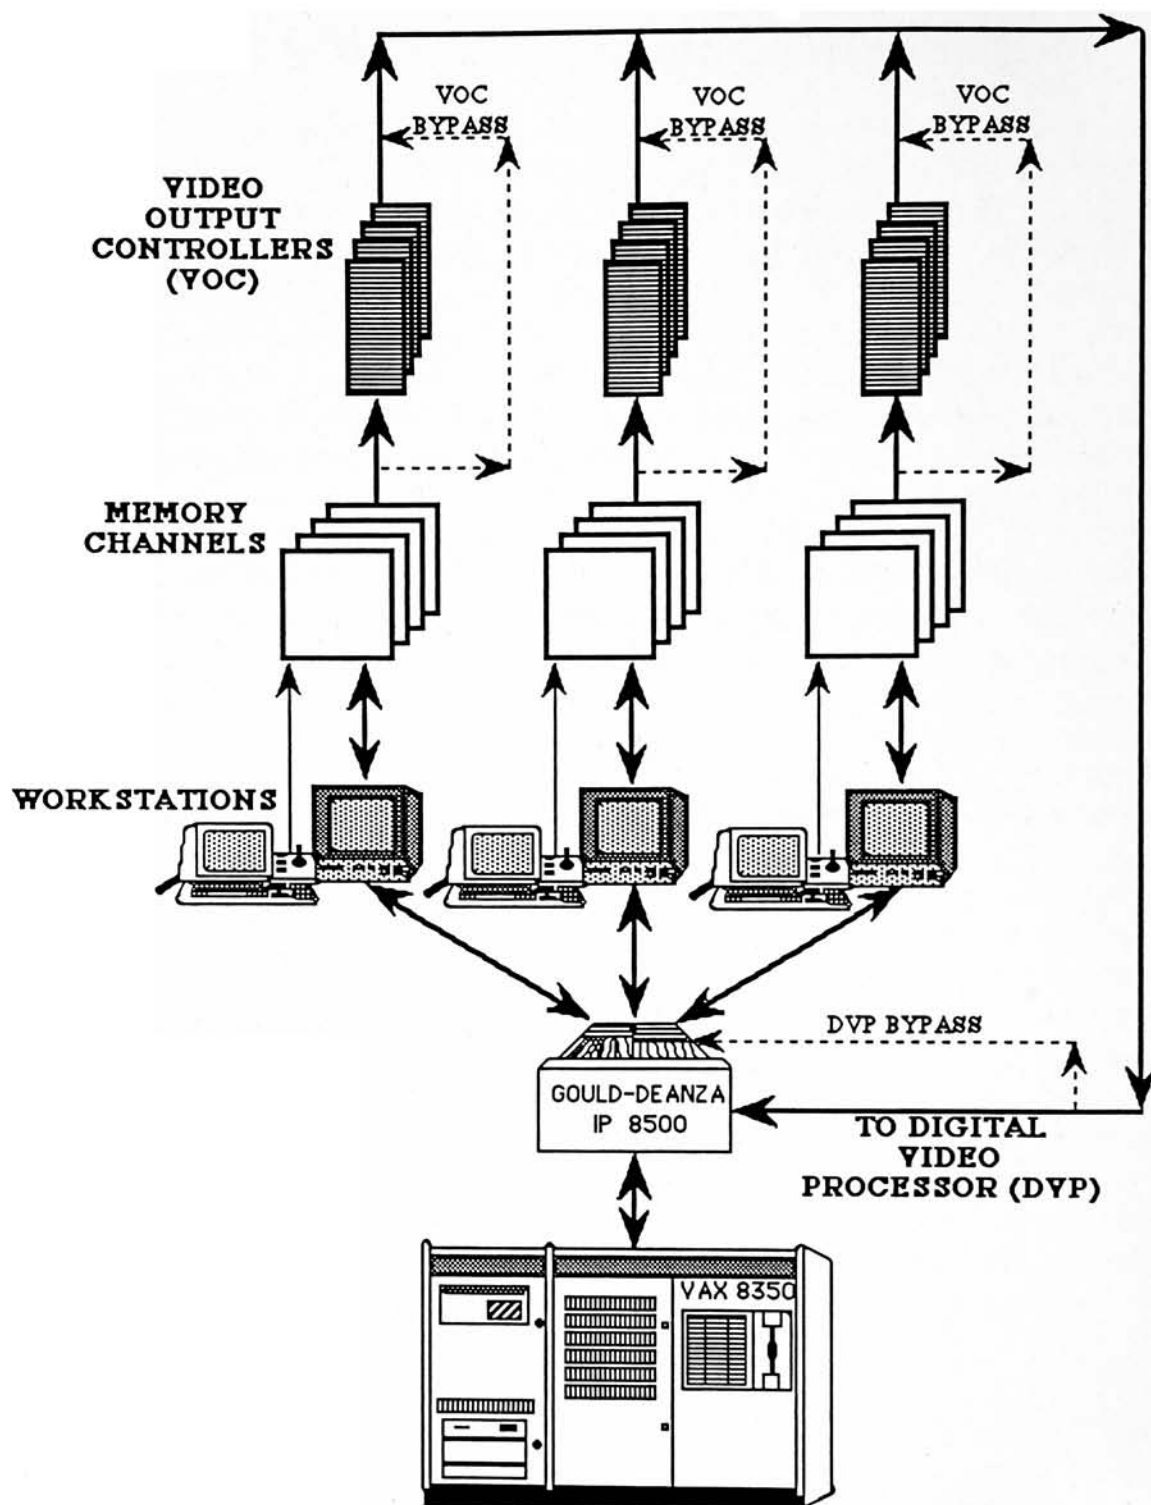 VOC
BYPASS
VOC
BYPASS
VOC
BYPASS
VIDEO
OUTPUT
CONTROLLERS
(VOC)
MEMORY
CHANNELS
WORKSTATIONS
DVP BYPASS
GOULD-DEANZA
IP 8500
TO DIGITAL
VIDEO
PROCESSOR (DVP)
VAX 8350